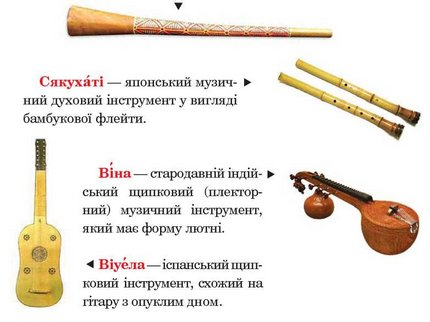 Сякуха́ті — японський музич-
ний духовий інструмент у вигляді
бамбукової флейти.
Ві́на — стародавній індій-
ський щипковий (плектор-
ний) музичний інструмент,
який має форму лютні.
Віуе́ла — іспанський щип-
ковий інструмент, схожий на
гітару з опуклим дном.